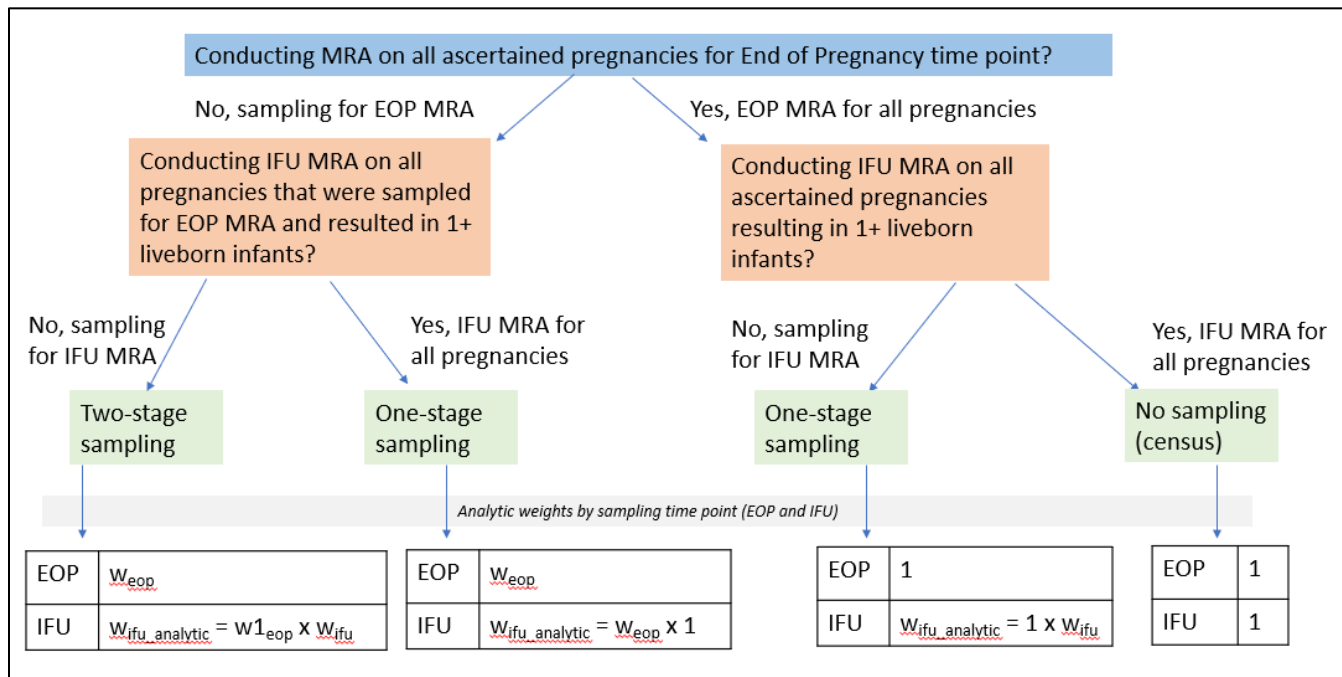 Conducting MRA on all ascertained pregnancies for End of Pregnancy time point?
No, sampling for EOP MRA
Yes, EOP MRA for all pregnancies
Conducting IFU MRA on all
pregnancies that were sampled
for EOP MRA and resulted in 1+
liveborn infants?
Conducting IFU MRA on all
ascertained pregnancies
resulting in 1+ liveborn
infants?
No, sampling
for IFU MRA
Yes, IFU MRA for
all pregnancies
No, sampling
for IFU MRA
Yes, IFU MRA for
all pregnancies
Two-stage
sampling
One-stage
sampling
One-stage
sampling
No sampling
(census)
Analytic weights by sampling time point (EOP and IFU)
EOP weop
IFU wifu_analytic = w1eop x wifu
EOP weop
IFU wifu_analytic = weop x 1
EOP 1
IFU wifu_analytic = 1 x wifu
EOP 1
IFU 1